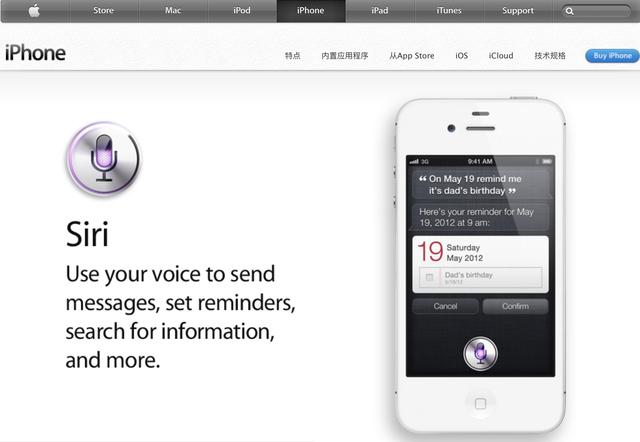 Store Mac iPod iPhone iPad iTunes Support
iPhone
特点 内置应用程序 从App Store iOS iCloud 技术规格 Buy iPhone
Siri
Use your voice to send
messages, set reminders,
search for information,
and more.
3G 9:41 AM
“ On May 19 remind me
it's dad's birthday ”
Here's your reminder for May
19, 2012 at 9 am:
19 Saturday
May 2012
Dad's birthday
5/19/12
Cancel Confirm